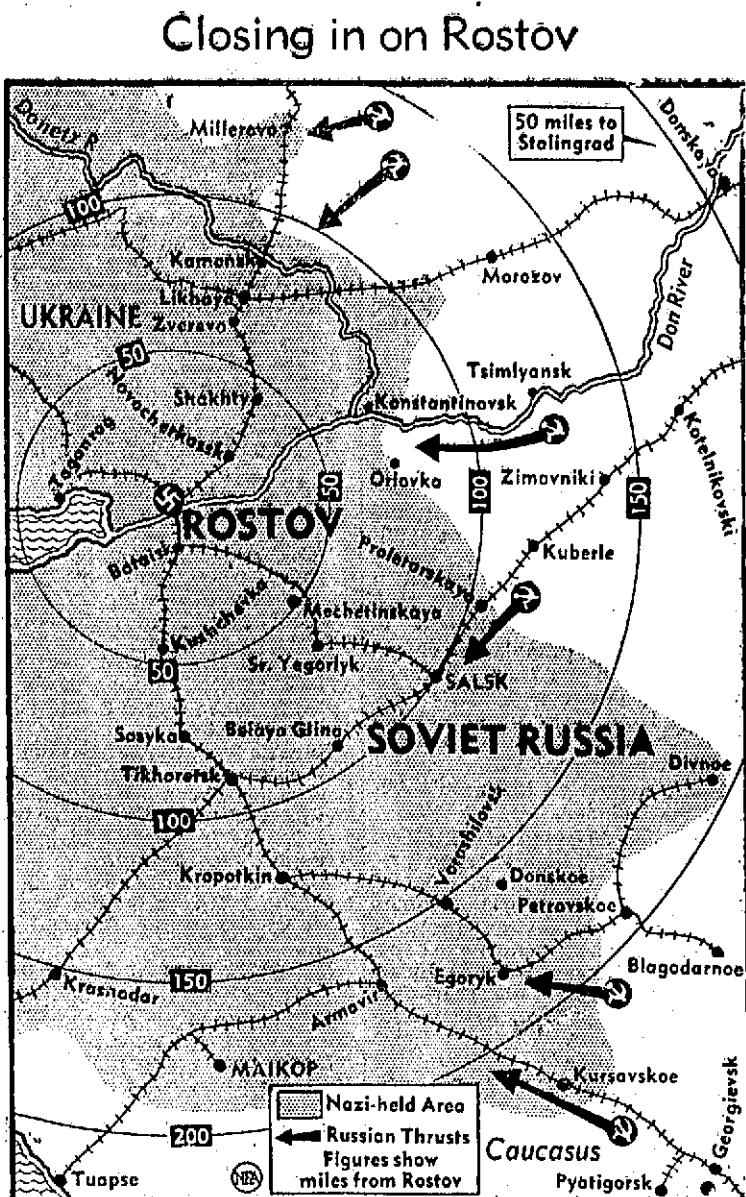 Closing in on Rostov
Donetz R.
Millerovo
50 miles to
Stalingrad
Donskaya
100
Kamensk
Morozov
Likhaya
UKRAINE
Zverevo
Don River
50
Novocherkassk
Shakhty
Tsimlyansk
Konstantinovsk
Taganrog
Orlovka
Zimovniki
Kotelnikovski
50
100
150
ROSTOV
Bataisk
Proletarskaya
Kuberle
Kushchevka
Mechetinskaya
50
Sr. Yegorlyk
SALSK
Sosyka
Belaya Glina
SOVIET RUSSIA
Tikhoretsk
Divnoe
100
Voroshilovsk
Kropotkin
Donskoe
Petrovskoe
Blagodarnoe
Krasnodar
150
Egoryk
Armavir
MAIKOP
Kursavskoe
Nazi-held Area
Russian Thrusts
Figures show
miles from Rostov
200
Caucasus
Georgievsk
Tuapse
NEA
Pyatigorsk